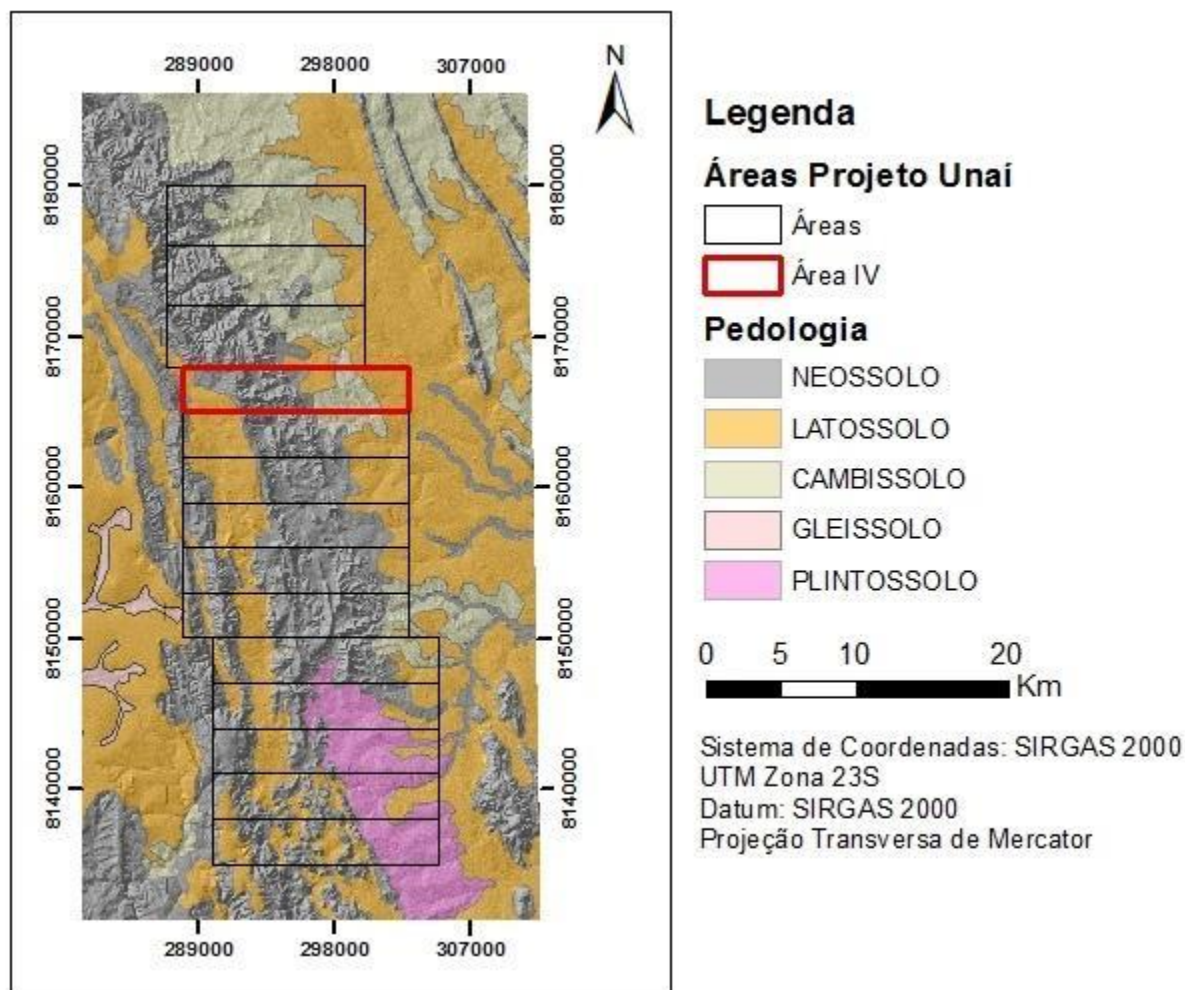 N
289000 298000 307000
8180000 8180000
8170000 8170000
8160000 8160000
8150000 8150000
8140000 8140000
289000 298000 307000
Legenda
Áreas Projeto Unaí
Áreas
Área IV
Pedologia
NEOSSOLO
LATOSSOLO
CAMBISSOLO
GLEISSOLO
PLINTOSSOLO
0 5 10 20
Km
Sistema de Coordenadas: SIRGAS 2000
UTM Zona 23S
Datum: SIRGAS 2000
Projeção Transversa de Mercator